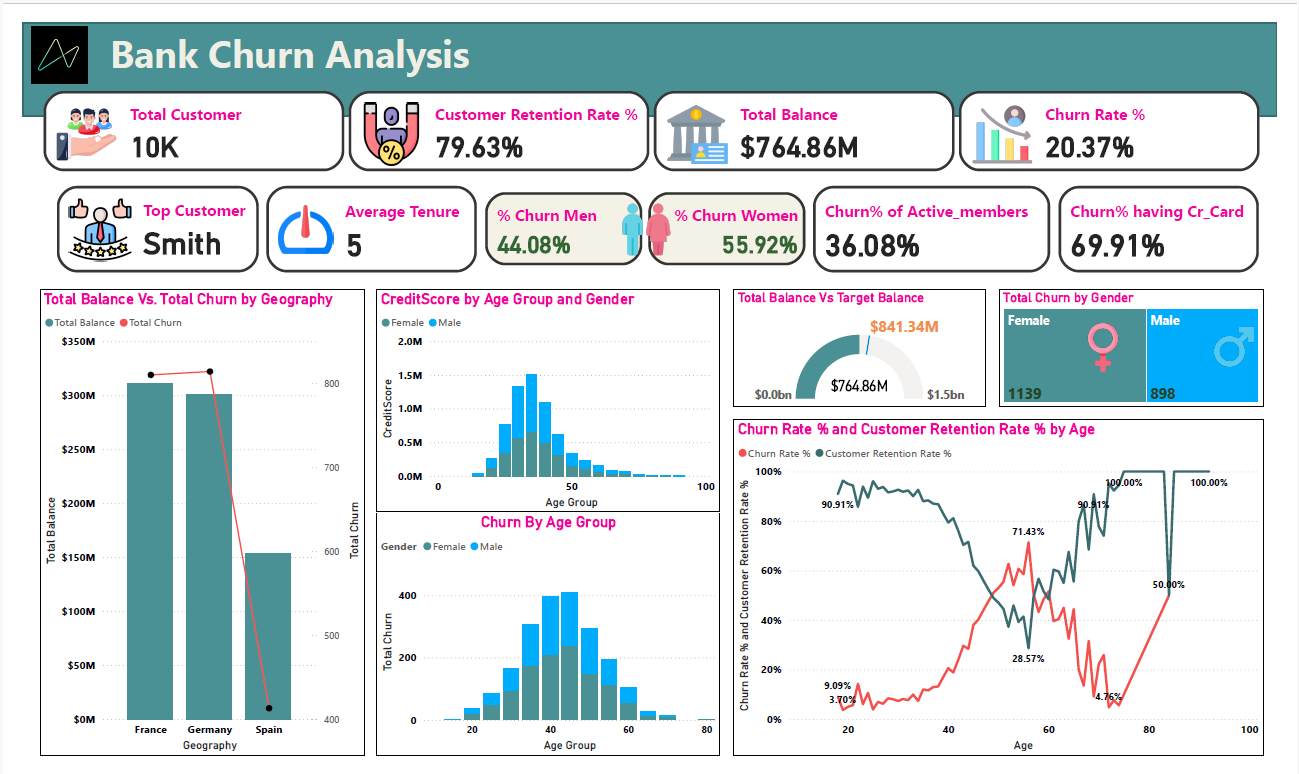 Bank Churn Analysis
Total Customer
10K
Customer Retention Rate %
79.63%
%
Total Balance
$764.86M
Churn Rate %
20.37%
Top Customer
Smith
Average Tenure
5
% Churn Men
44.08%
% Churn Women
55.92%
Churn% of Active_members
36.08%
Churn% having Cr_Card
69.91%
Total Balance Vs. Total Churn by Geography
Total Balance Total Churn
$350M
$300M
$250M
$200M
$150M
$100M
$50M
$0M
Total Balance
800
700
600
500
400
Total Churn
France Germany Spain
Geography
CreditScore by Age Group and Gender
Female Male
2.0M
1.5M
1.0M
0.5M
0.0M
CreditScore
0 50 100
Age Group
Churn By Age Group
Gender Female Male
400
200
0
Total Churn
20 40 60 80
Age Group
Total Balance Vs Target Balance
$841.34M
$764.86M
$0.0bn
$1.5bn
Total Churn by Gender
Female
1139
Male
898
Churn Rate % and Customer Retention Rate % by Age
Churn Rate % Customer Retention Rate %
100%
80%
60%
40%
20%
0%
Churn Rate % and Customer Retention Rate %
90.91%
9.09%
3.70%
71.43%
28.57%
90.91%
100.00%
4.76%
50.00%
100.00%
20 40 60 80 100
Age